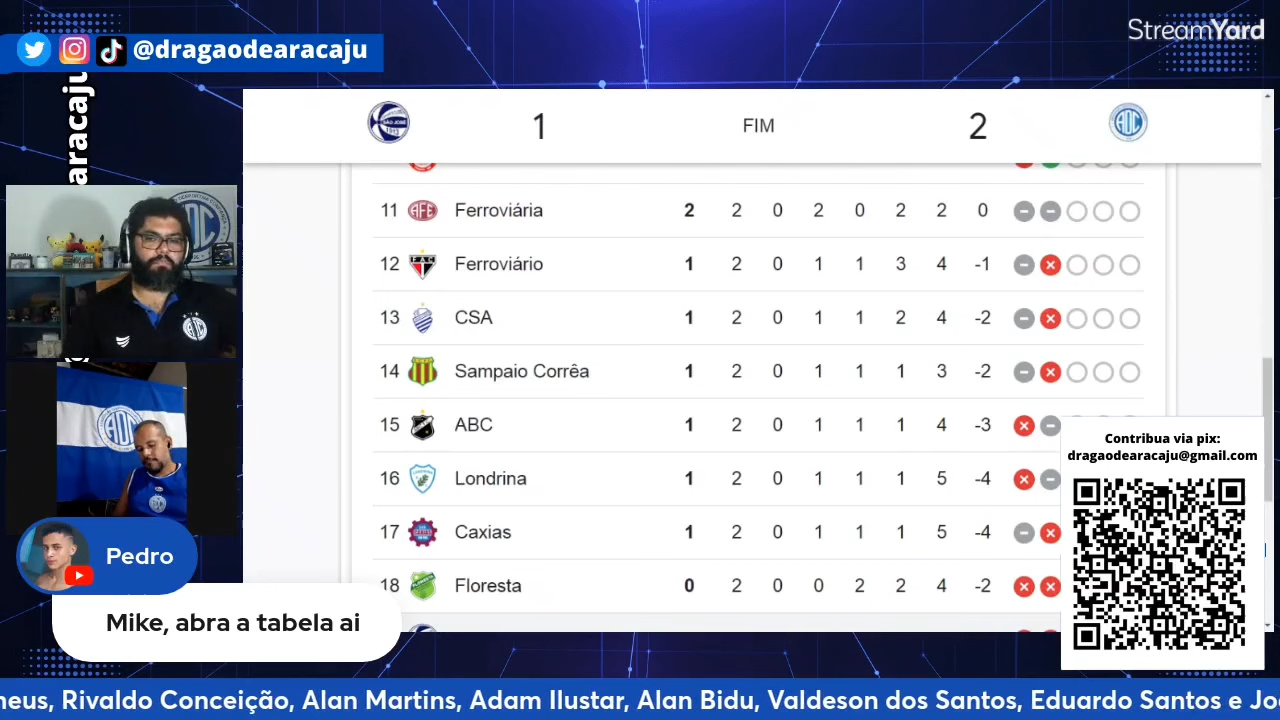 @dragaodearacaju
StreamYard
aracaju
1 FIM 2
11 Ferroviária 2 2 0 2 0 2 2 0
12 Ferroviário 1 2 0 1 1 3 4 -1
13 CSA 1 2 0 1 1 2 4 -2
14 Sampaio Corrêa 1 2 0 1 1 1 3 -2
15 ABC 1 2 0 1 1 1 4 -3
16 Londrina 1 2 0 1 1 1 5 -4
17 Caxias 1 2 0 1 1 1 5 -4
18 Floresta 0 2 0 0 2 2 4 -2
Contribua via pix:
dragaodearacaju@gmail.com
Pedro
Mike, abra a tabela ai
neus, Rivaldo Conceição, Alan Martins, Adam Ilustar, Alan Bidu, Valdeson dos Santos, Eduardo Santos e Jo